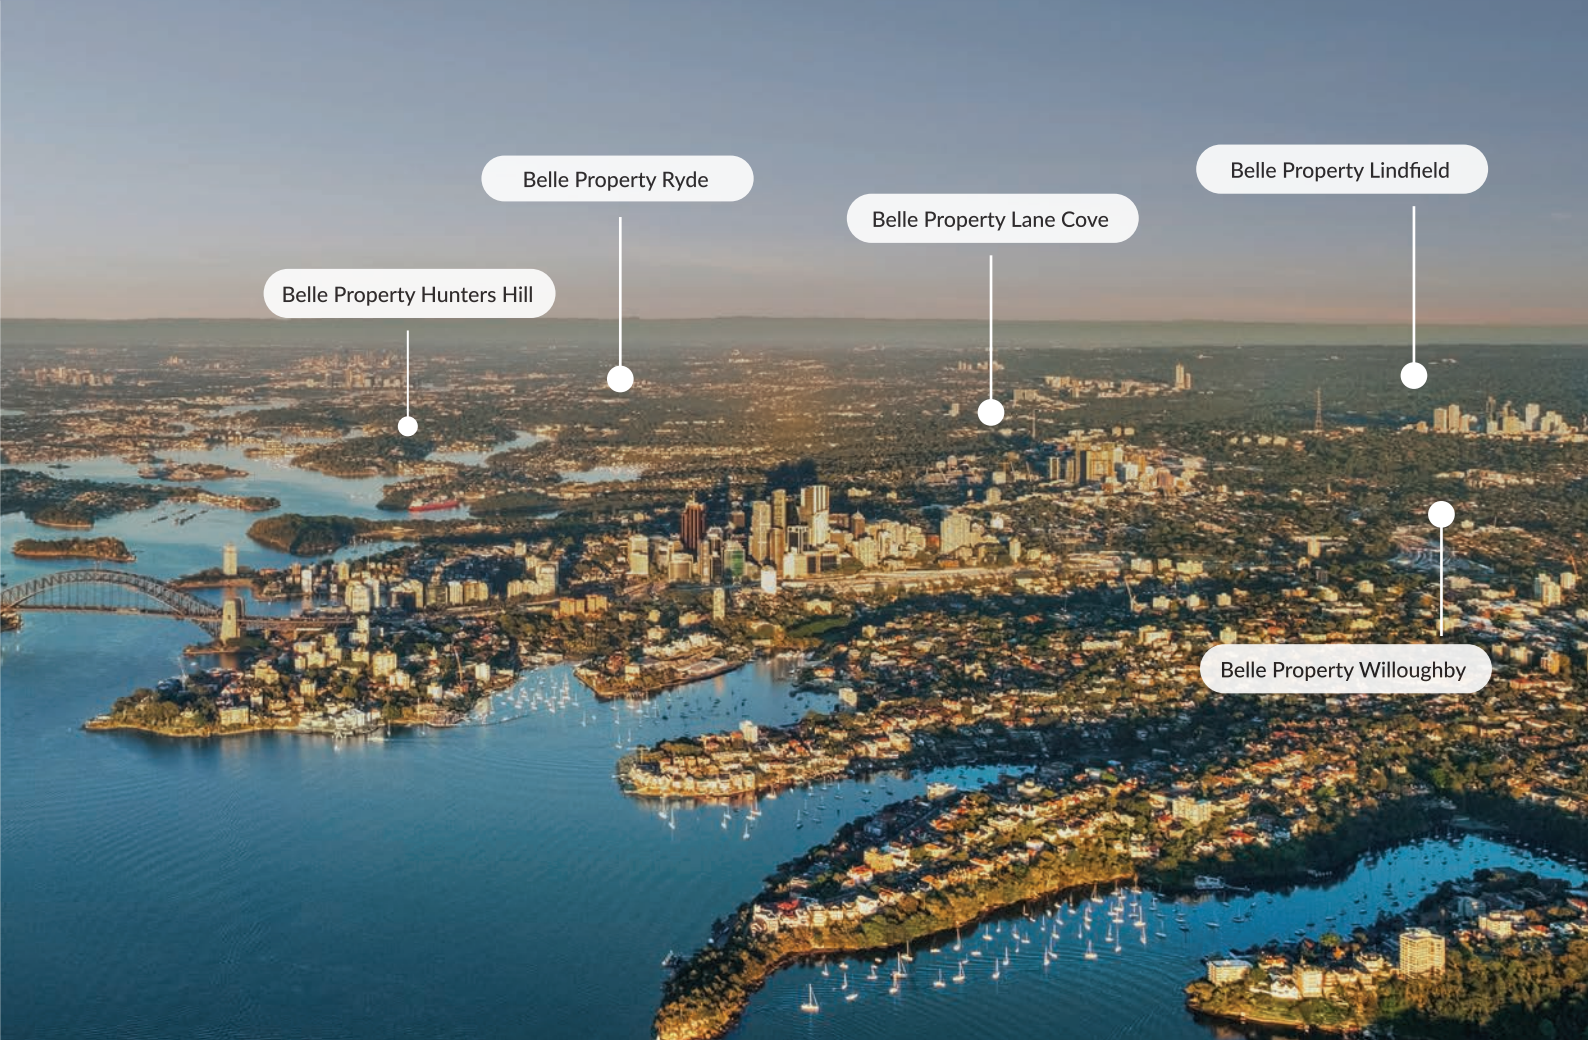 Belle Property Lindfield
Belle Property Ryde
Belle Property Lane Cove
Belle Property Hunters Hill
Belle Property Willoughby